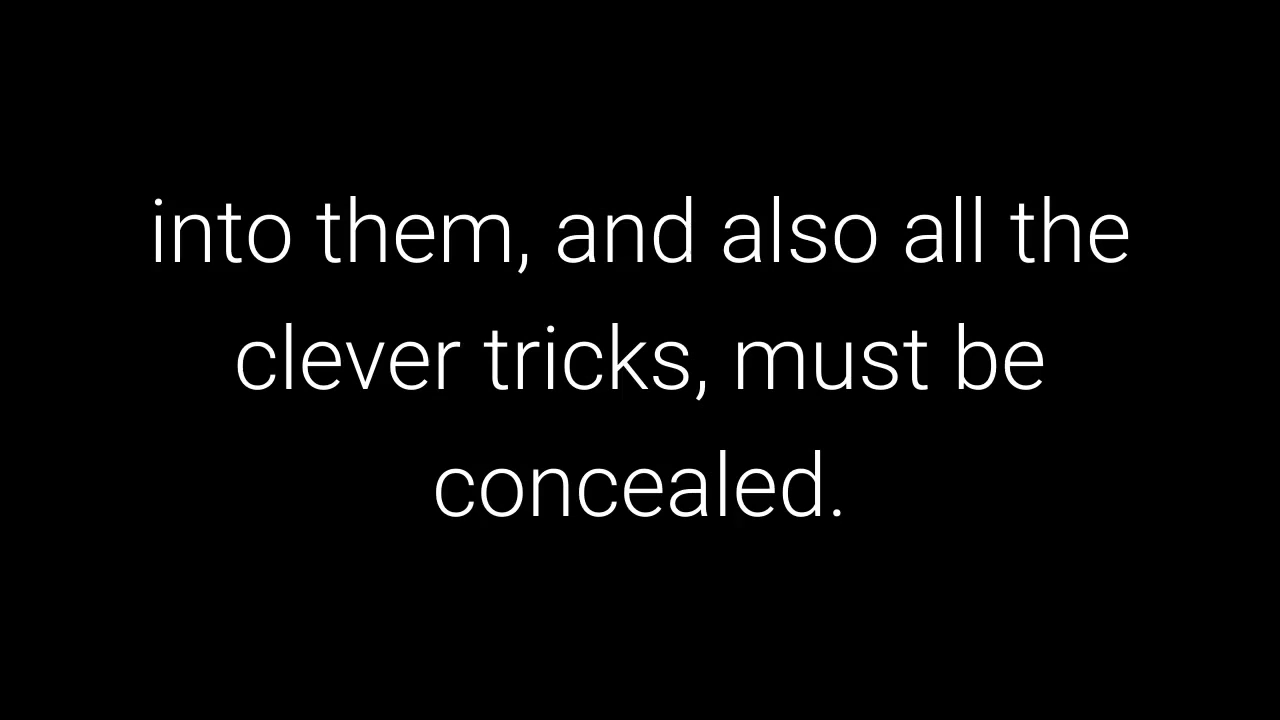 into them, and also all the
clever tricks, must be
concealed.